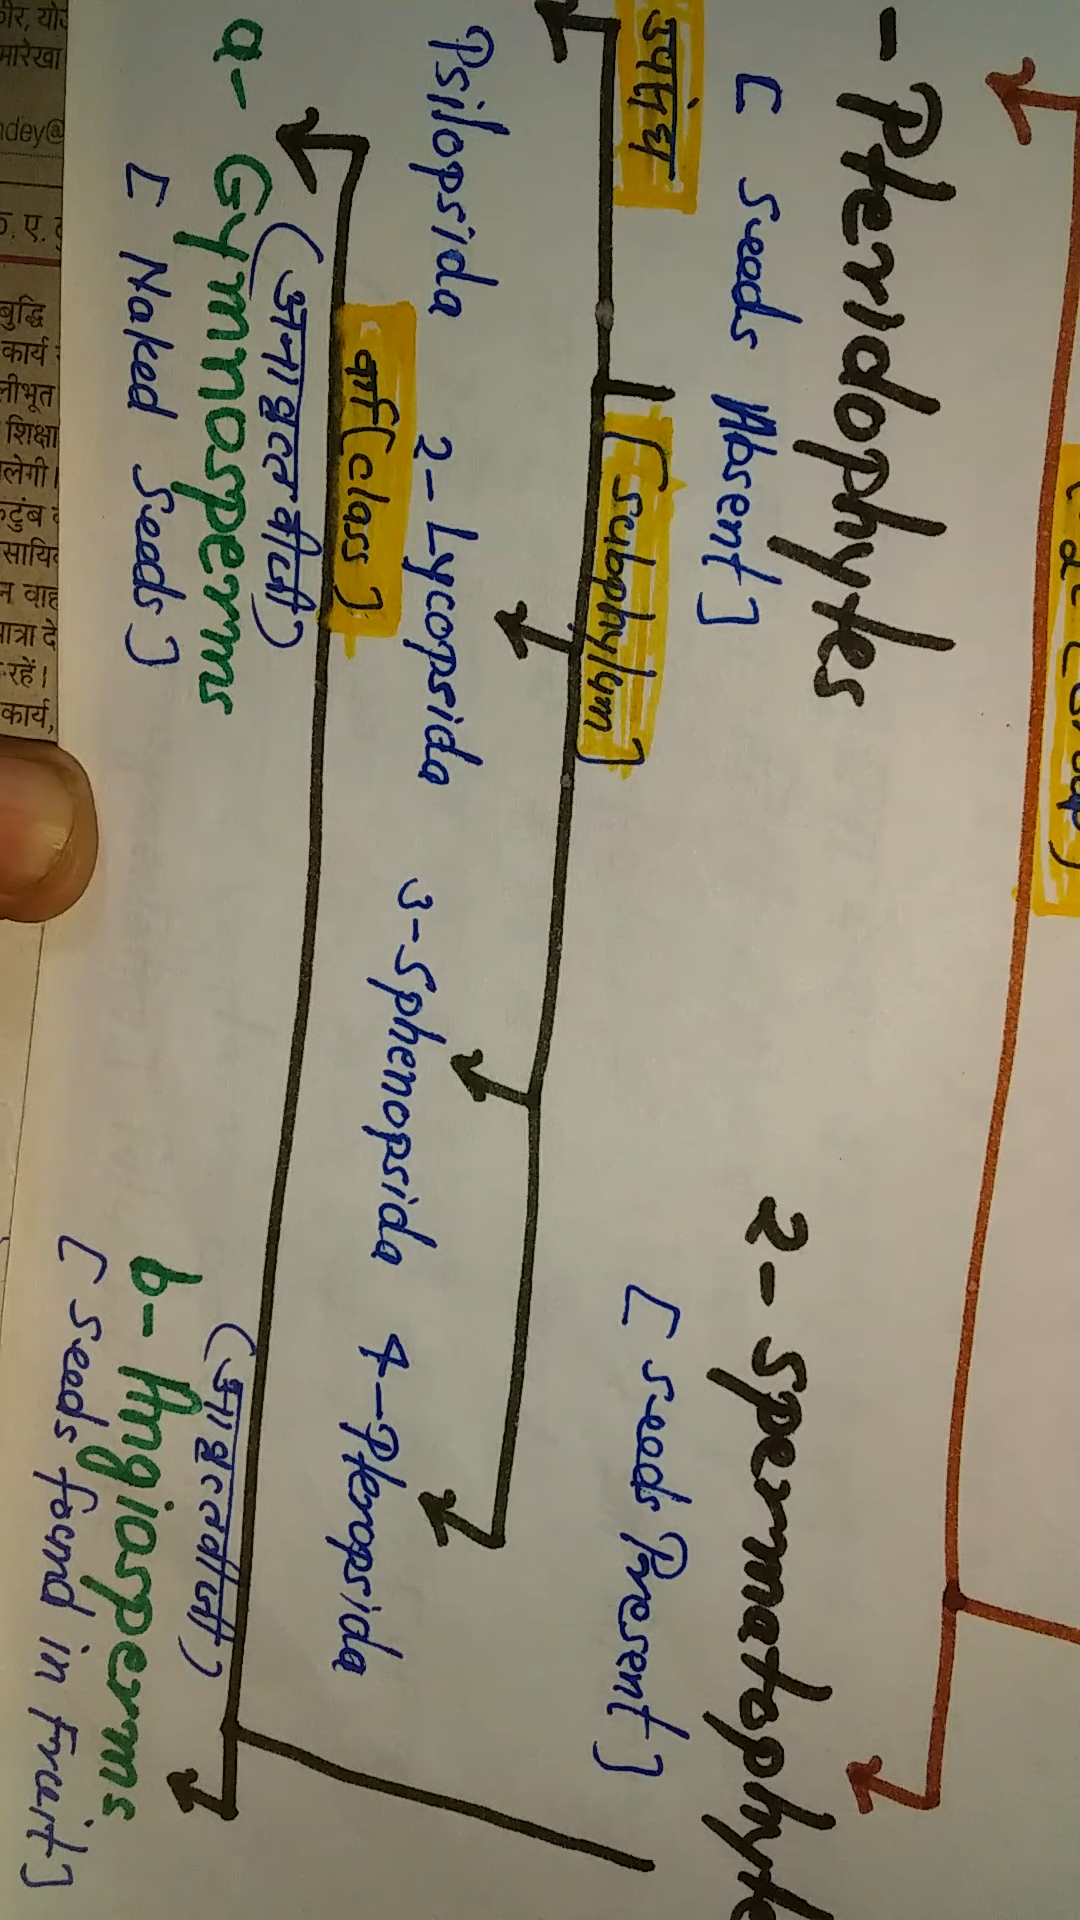 - Pteridophytes
[ Seeds Absent ]
2- Spermatophyte
[ Seeds Present ]
उपसंघ
[ Subphylum ]
Psilopsida
2- Lycopsida
3- Sphenopsida
4- Pteropsida
वर्ग [ class ]
(अनावृत्तबीजी)
a- Gymnosperms
[ Naked Seeds ]
(आवृत्तबीजी)
b- Angiosperms
[ Seeds found in Fruit ]
मारेखा
ndey@
बुद्धि
कार्य
लीभूत
शिक्षा
कार्य,